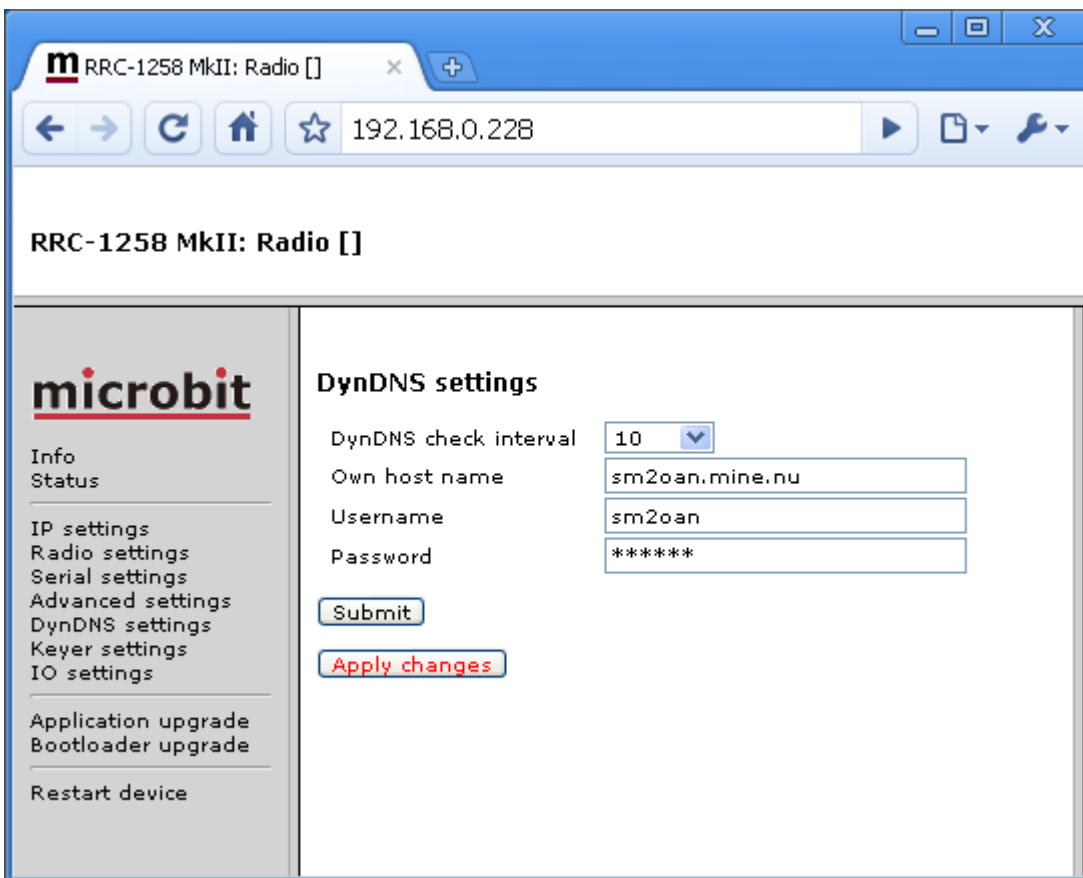 RRC-1258 MkII: Radio []
192.168.0.228
RRC-1258 MkII: Radio []
microbit
Info
Status
IP settings
Radio settings
Serial settings
Advanced settings
DynDNS settings
Keyer settings
IO settings
Application upgrade
Bootloader upgrade
Restart device
DynDNS settings
DynDNS check interval 10
Own host name sm2oan.mine.nu
Username sm2oan
Password ******
Submit
Apply changes